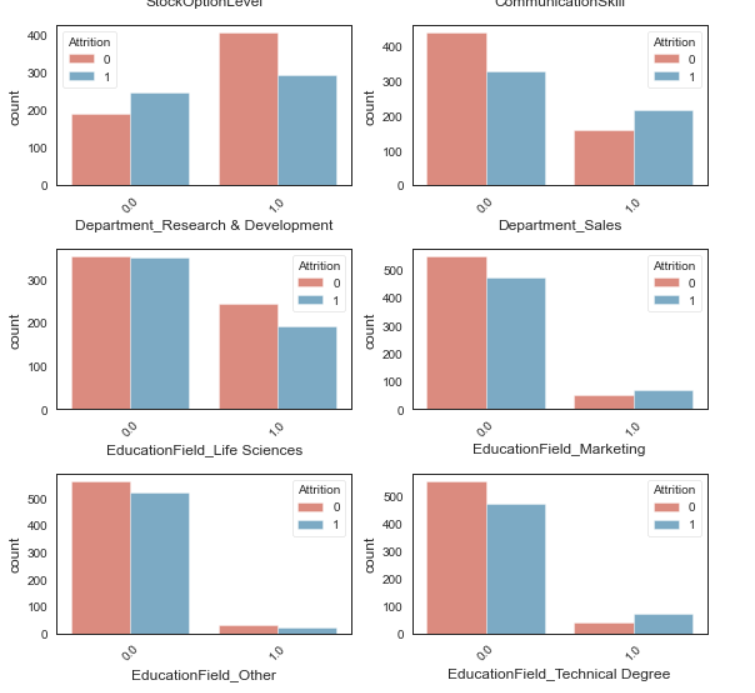 StockOptionLevel
CommunicationSkill
count
400
300
200
100
0
Attrition
0
1
0.0
1.0
Department_Research & Development
count
400
300
200
100
0
Attrition
0
1
0.0
1.0
Department_Sales
count
300
200
100
0
Attrition
0
1
0.0
1.0
EducationField_Life Sciences
count
500
400
300
200
100
0
Attrition
0
1
0.0
1.0
EducationField_Marketing
count
500
400
300
200
100
0
Attrition
0
1
0.0
1.0
EducationField_Other
count
500
400
300
200
100
0
Attrition
0
1
0.0
1.0
EducationField_Technical Degree